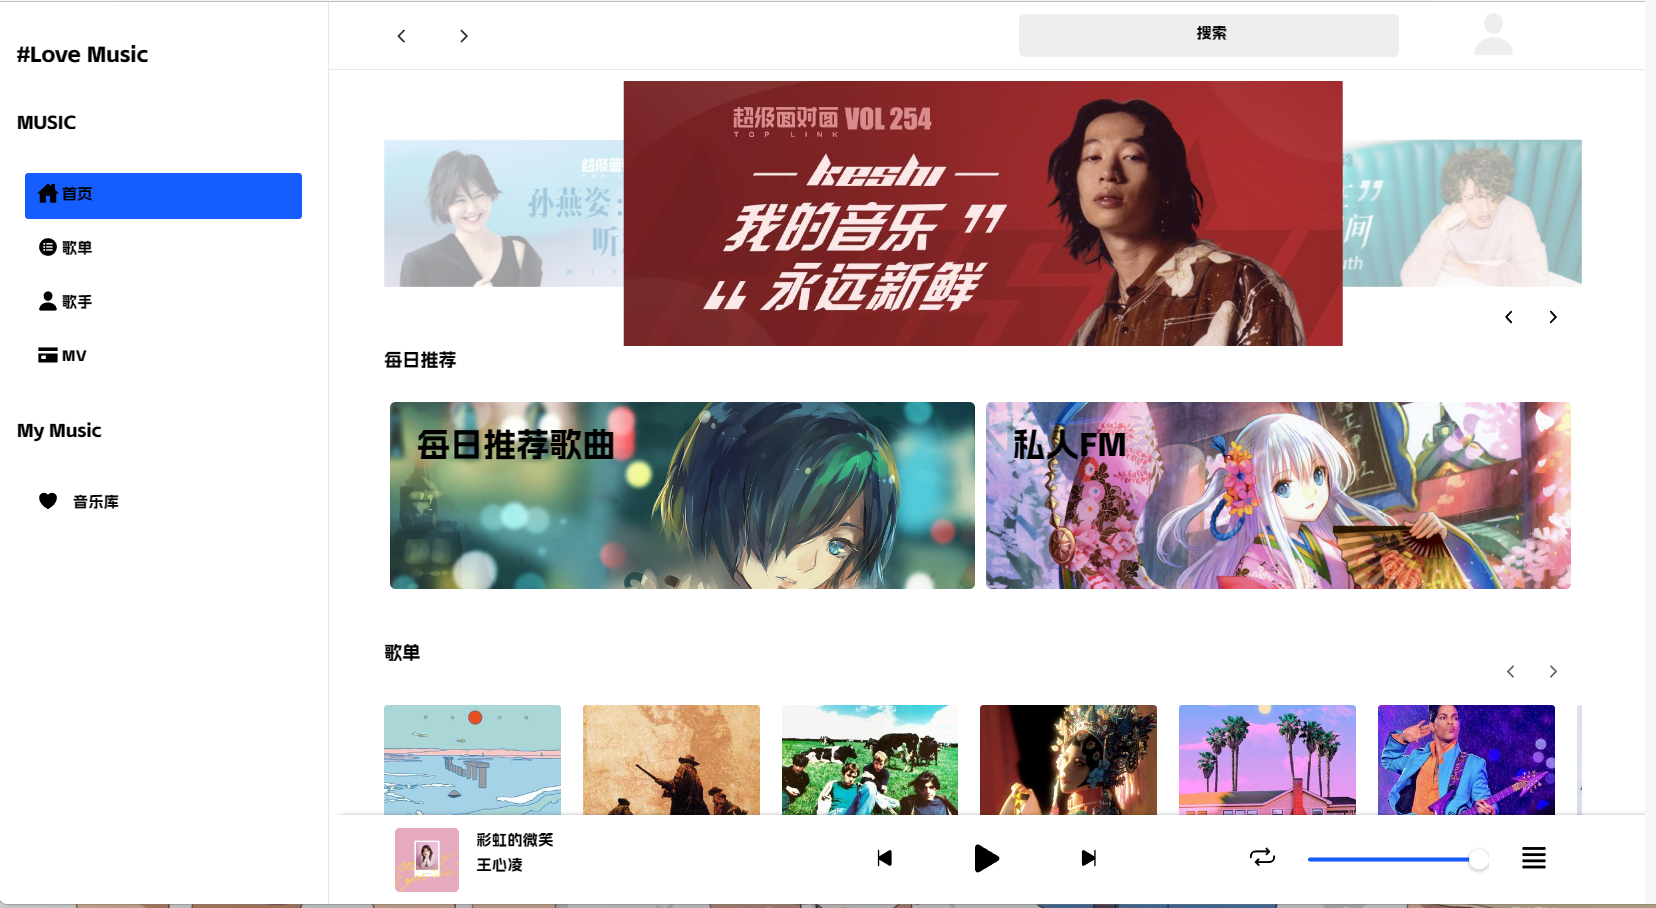 #Love Music
搜索
MUSIC
首页
歌单
歌手
MV
My Music
音乐库
孙燕姿：
听
超级面对面 VOL 254
TOP LINK
keshi
我的音乐 ”
“ 永远新鲜
53
”
间
uth
每日推荐
每日推荐歌曲
私人FM
歌单
彩虹的微笑
王心凌